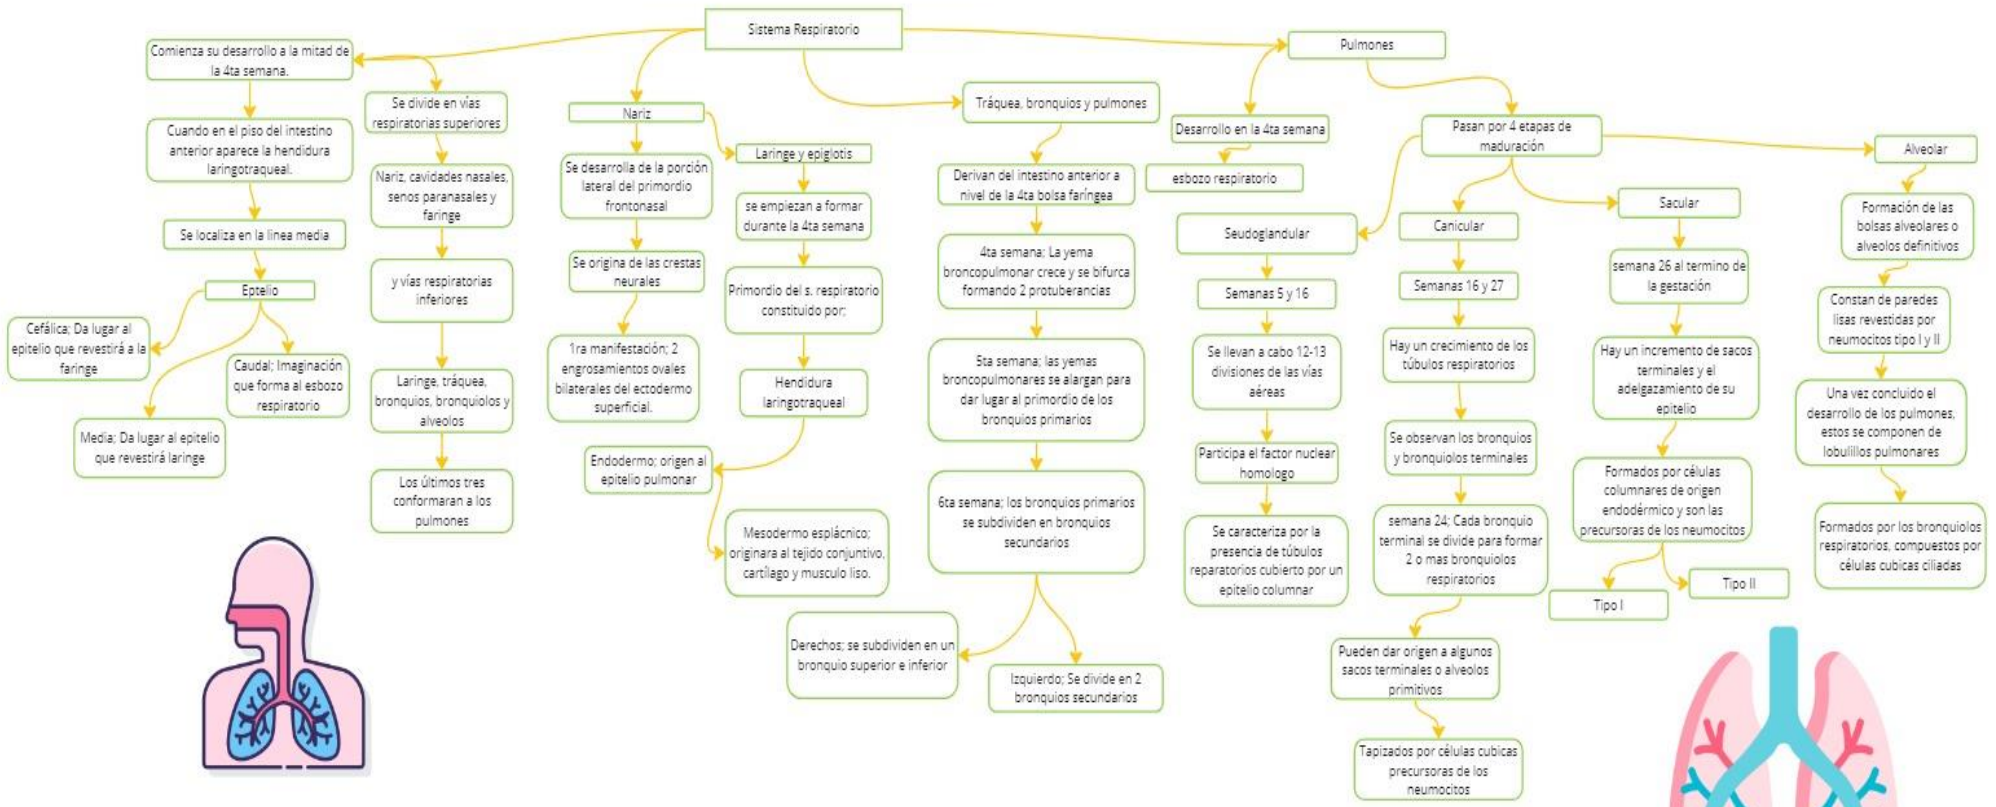 Sistema Respiratorio
Comienza su desarrollo a la mitad de
la 4ta semana.
Cuando en el piso del intestino
anterior aparece la hendidura
laringotraqueal.
Se localiza en la linea media
Eptelio
Cefálica; Da lugar al
epitelio que revestirá a la
faringe
Media; Da lugar al epitelio
que revestirá laringe
Caudal; Imaginación
que forma al esbozo
respiratorio
Se divide en vías
respiratorias superiores
Nariz, cavidades nasales,
senos paranasales y
faringe
y vías respiratorias
inferiores
Laringe, tráquea,
bronquios, bronquiolos y
alveolos
Los últimos tres
conformaran a los
pulmones
Nariz
Se desarrolla de la porción
lateral del primordio
frontonasal
Se origina de las crestas
neurales
1ra manifestación; 2
engrosamientos ovales
bilaterales del ectodermo
superficial.
Laringe y epiglotis
se empiezan a formar
durante la 4ta semana
Primordio del s. respiratorio
constituido por;
Hendidura
laringotraqueal
Endodermo; origen al
epitelio pulmonar
Mesodermo esplácnico;
originara al tejido conjuntivo,
cartílago y musculo liso.
Tráquea, bronquios y pulmones
Derivan del intestino anterior a
nivel de la 4ta bolsa faríngea
4ta semana; La yema
broncopulmonar crece y se bifurca
formando 2 protuberancias
5ta semana; las yemas
broncopulmonares se alargan para
dar lugar al primordio de los
bronquios primarios
6ta semana; los bronquios primarios
se subdividen en bronquios
secundarios
Derechos; se subdividen en un
bronquio superior e inferior
Izquierdo; Se divide en 2
bronquios secundarios
Pulmones
Desarrollo en la 4ta semana
esbozo respiratorio
Pasan por 4 etapas de
maduración
Seudoglandular
Semanas 5 y 16
Se llevan a cabo 12-13
divisiones de las vías
aéreas
Participa el factor nuclear
homologo
Se caracteriza por la
presencia de túbulos
reparatorios cubierto por un
epitelio columnar
Canicular
Semanas 16 y 27
Hay un crecimiento de los
túbulos respiratorios
Se observan los bronquios
y bronquiolos terminales
semana 24; Cada bronquio
terminal se divide para formar
2 o mas bronquiolos
respiratorios
Pueden dar origen a algunos
sacos terminales o alveolos
primitivos
Tapizados por células cubicas
precursoras de los
neumocitos
Sacular
semana 26 al termino de
la gestación
Hay un incremento de sacos
terminales y el
adelgazamiento de su
epitelio
Formados por células
columnares de origen
endodérmico y son las
precursoras de los neumocitos
Tipo I
Tipo II
Alveolar
Formación de las
bolsas alveolares o
alveolos definitivos
Constan de paredes
lisas revestidas por
neumocitos tipo I y II
Una vez concluido el
desarrollo de los pulmones,
estos se componen de
lobulillos pulmonares
Formados por los bronquiolos
respiratorios, compuestos por
células cubicas ciliadas